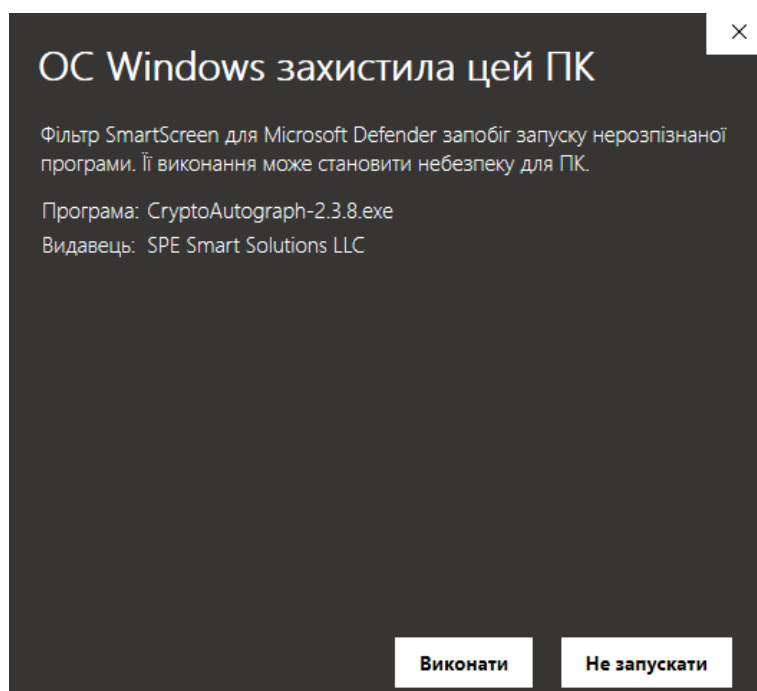 ОС Windows захистила цей ПК
Фільтр SmartScreen для Microsoft Defender запобіг запуску нерозпізнаної
програми. Її виконання може становити небезпеку для ПК.
Програма: CryptoAutograph-2.3.8.exe
Видавець: SPE Smart Solutions LLC
Виконати Не запускати